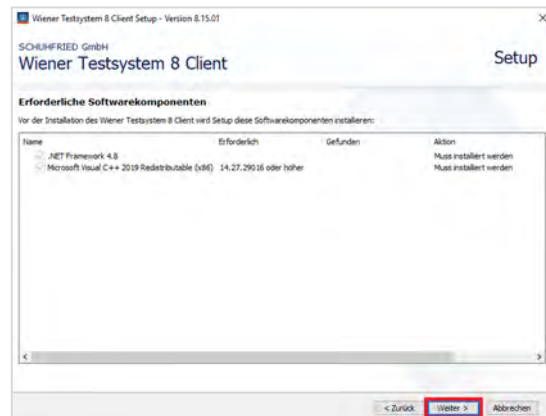 Wiener Testsystem 8 Client Setup - Version 8.15.01
SCHUHFRIED GmbH
Wiener Testsystem 8 Client
Setup
Erforderliche Softwarekomponenten
Vor der Installation des Wiener Testsystem 8 Client wird Setup diese Softwarekomponenten installieren:
Name Erforderlich Gefunden Aktion
.NET Framework 4.8 Muss installiert werden
Microsoft Visual C++ 2019 Redistributable (x86) 14.27.29016 oder höher Muss installiert werden
< Zurück Weiter > Abbrechen